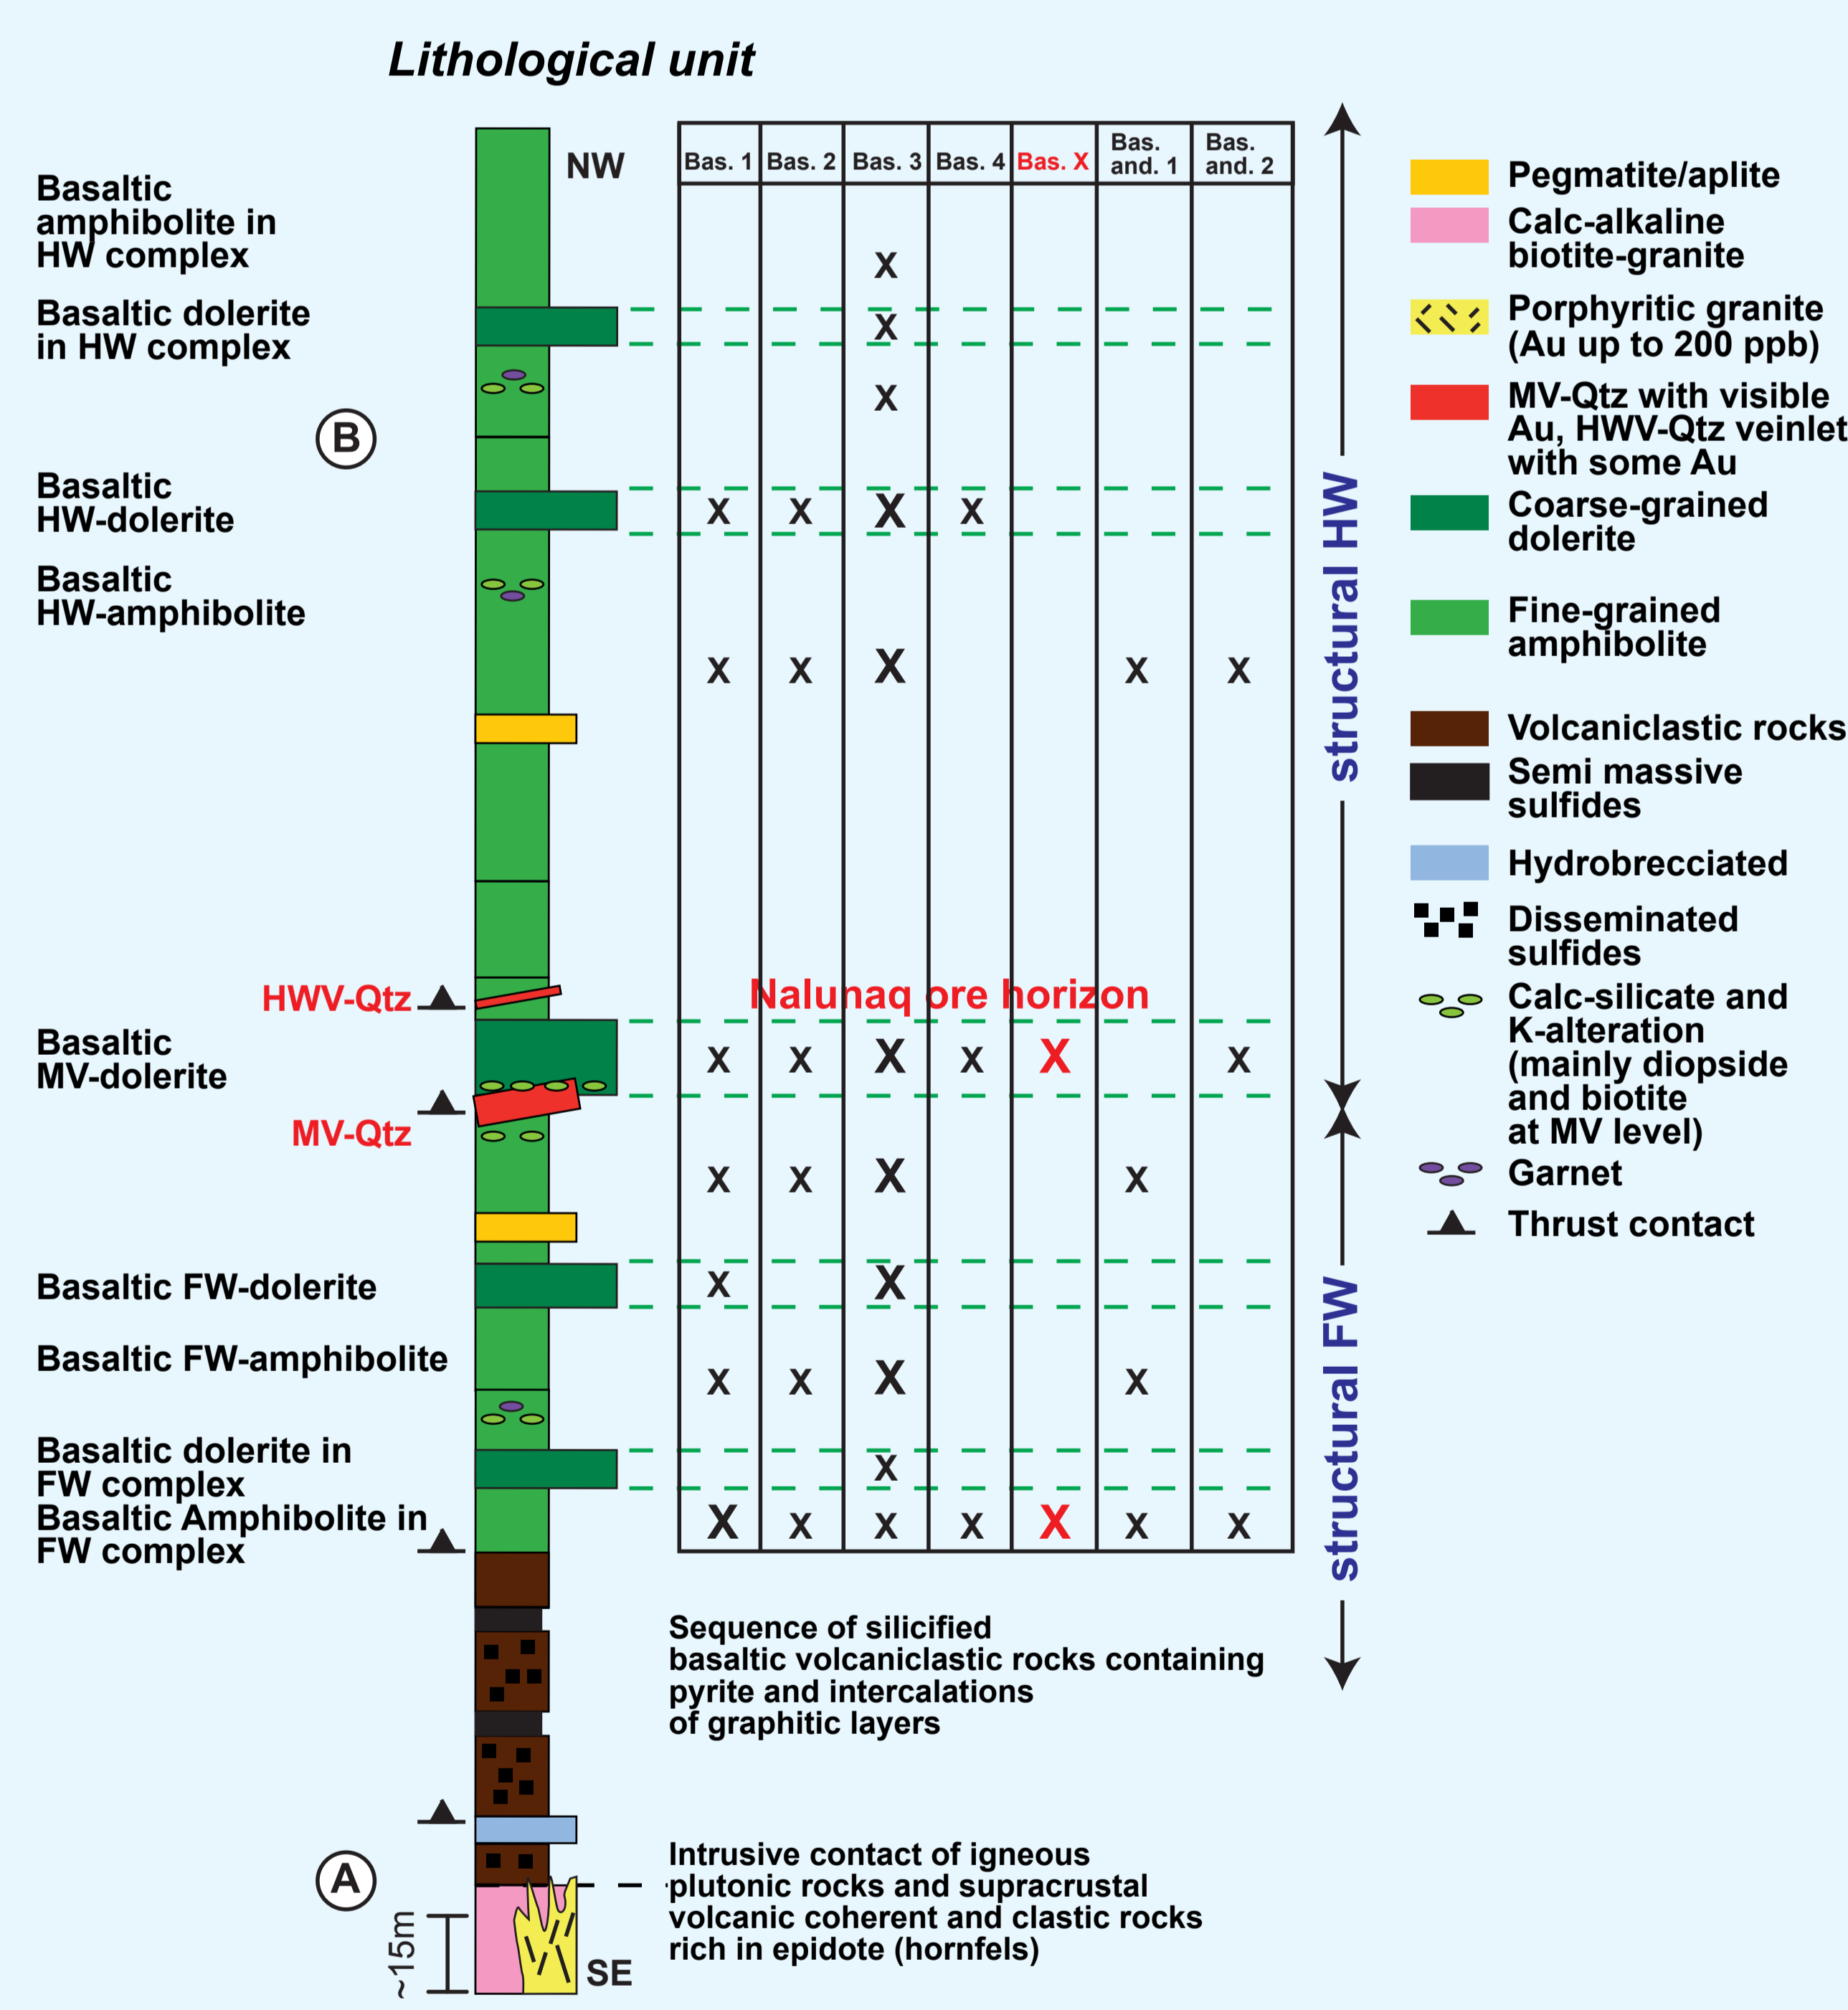 Lithological unit
NW
Bas. 1
Bas. 2
Bas. 3
Bas. 4
Bas. X
Bas.
and. 1
Bas.
and. 2
Basaltic
amphibolite in
HW complex
X
Basaltic dolerite
in HW complex
X
X
B
Basaltic
HW-dolerite
X X X X
Basaltic
HW-amphibolite
X X X X X
HWV-Qtz
Nalunaq ore horizon
Basaltic
MV-dolerite
X X X X X X
MV-Qtz
X X X X
Basaltic FW-dolerite
X X
Basaltic FW-amphibolite
X X X X
Basaltic dolerite in
FW complex
X
Basaltic Amphibolite in
FW complex
X X X X X X X
Sequence of silicified
basaltic volcaniclastic rocks containing
pyrite and intercalations
of graphitic layers
A
Intrusive contact of igneous
plutonic rocks and supracrustal
volcanic coherent and clastic rocks
rich in epidote (hornfels)
~15m
SE
structural HW
structural FW
Pegmatite/aplite
Calc-alkaline
biotite-granite
Porphyritic granite
(Au up to 200 ppb)
MV-Qtz with visible
Au, HWV-Qtz veinlet
with some Au
Coarse-grained
dolerite
Fine-grained
amphibolite
Volcaniclastic rocks
Semi massive
sulfides
Hydrobrecciated
Disseminated
sulfides
Calc-silicate and
K-alteration
(mainly diopside
and biotite
at MV level)
Garnet
Thrust contact